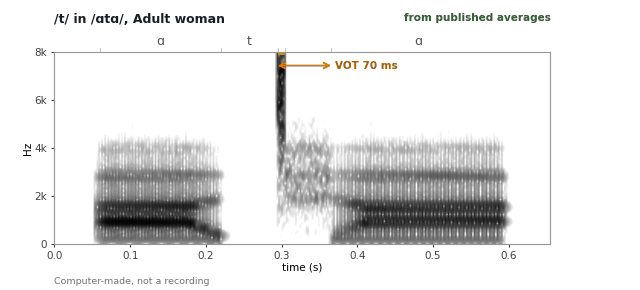 /t/ in /ɑtɑ/, Adult woman
from published averages
ɑ t ɑ
8k
6k
4k
2k
0
Hz
VOT 70 ms
0.0 0.1 0.2 0.3 0.4 0.5 0.6
time (s)
Computer-made, not a recording